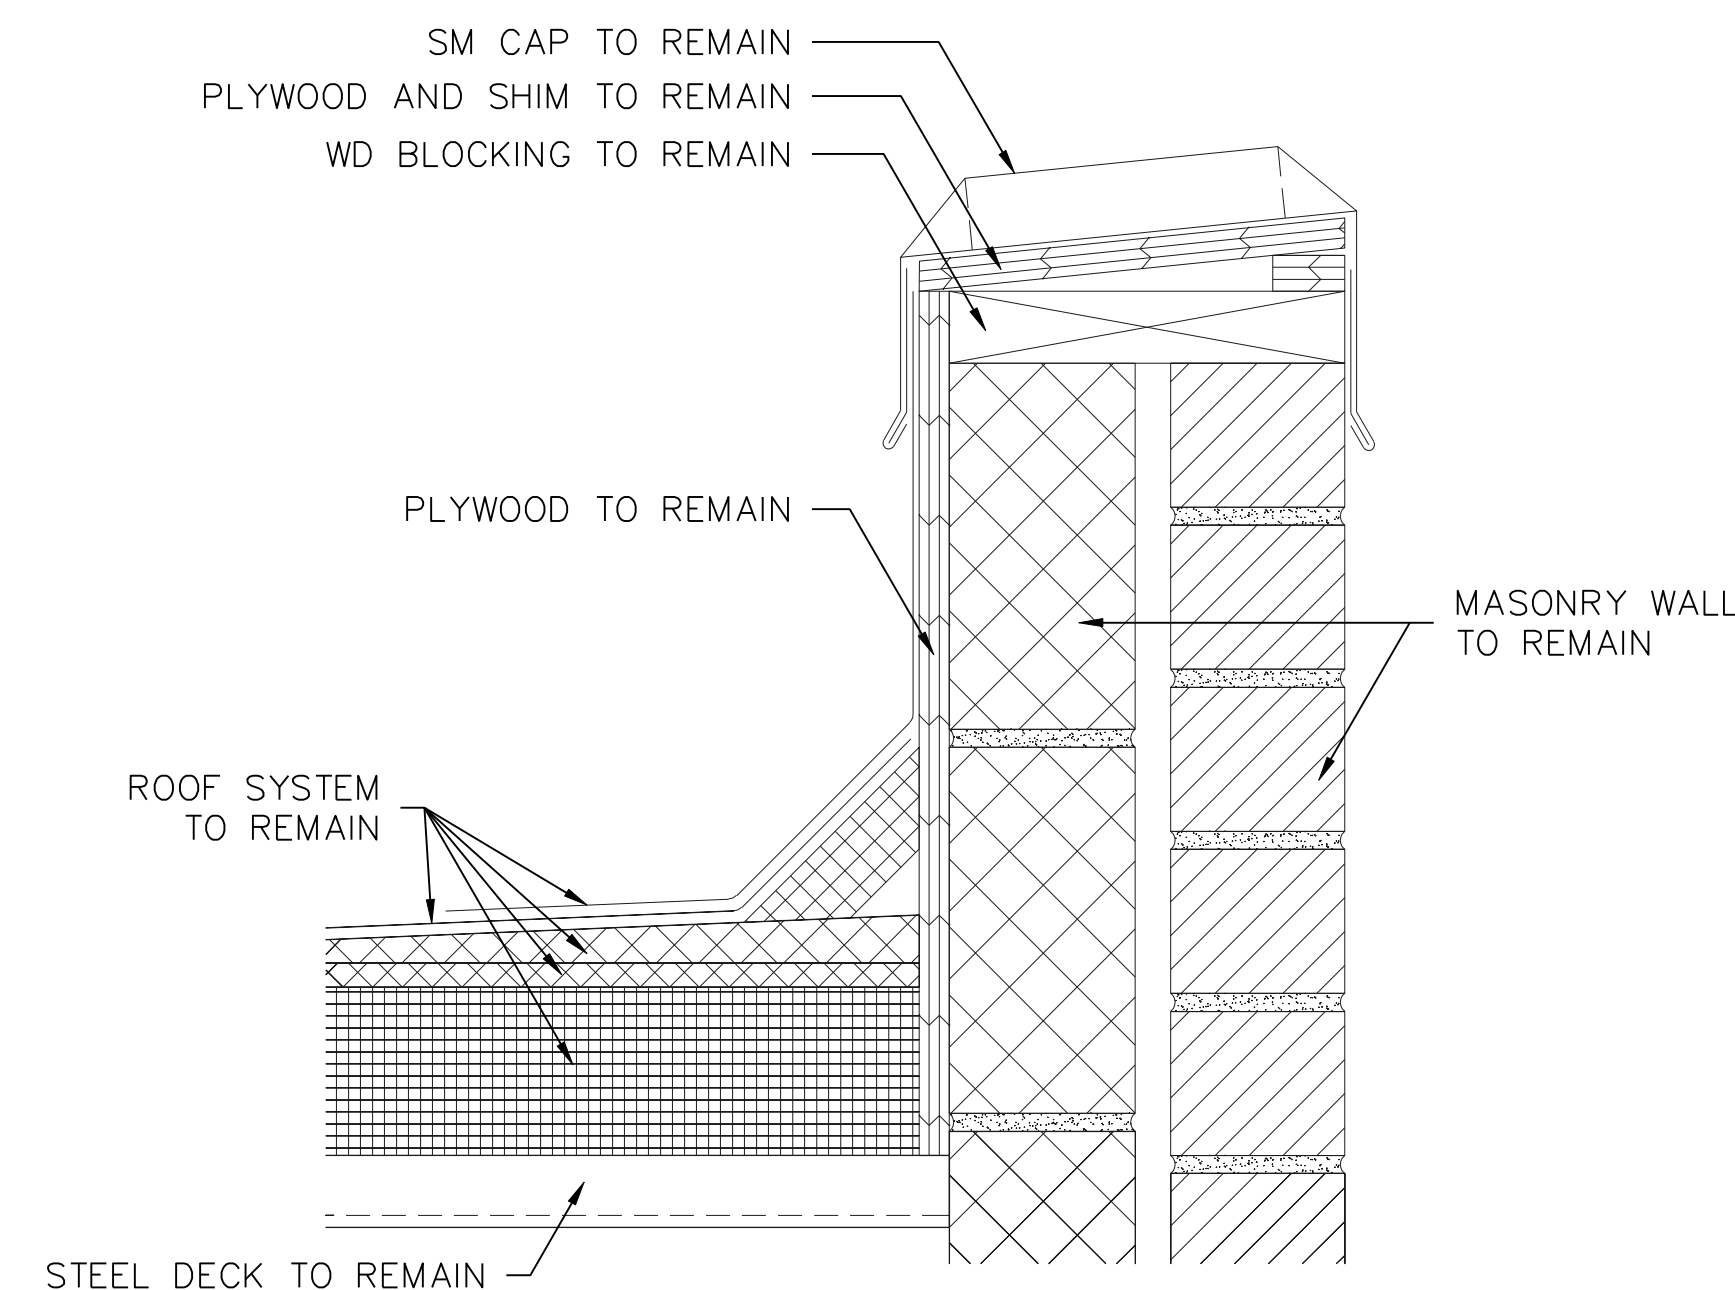 SM CAP TO REMAIN
PLYWOOD AND SHIM TO REMAIN
WD BLOCKING TO REMAIN
PLYWOOD TO REMAIN
MASONRY WALL
TO REMAIN
ROOF SYSTEM
TO REMAIN
STEEL DECK TO REMAIN